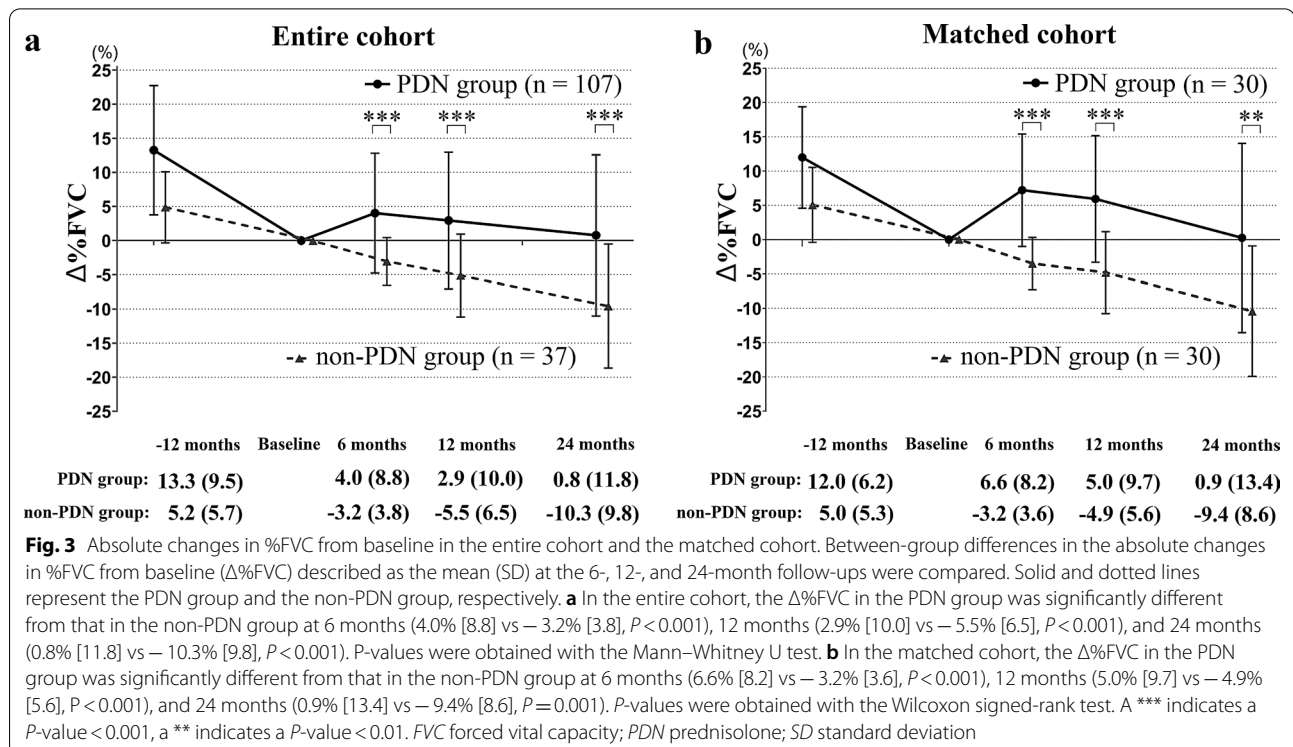 a Entire cohort
(%)
25
20
15
10
5
0
-5
-10
-15
-20
-25
Δ%FVC
PDN group (n = 107)
*** *** ***
non-PDN group (n = 37)
-12 months Baseline 6 months 12 months 24 months
PDN group: 13.3 (9.5) 4.0 (8.8) 2.9 (10.0) 0.8 (11.8)
non-PDN group: 5.2 (5.7) -3.2 (3.8) -5.5 (6.5) -10.3 (9.8)
b Matched cohort
(%)
25
20
15
10
5
0
-5
-10
-15
-20
-25
Δ%FVC
PDN group (n = 30)
*** *** **
non-PDN group (n = 30)
-12 months Baseline 6 months 12 months 24 months
PDN group: 12.0 (6.2) 6.6 (8.2) 5.0 (9.7) 0.9 (13.4)
non-PDN group: 5.0 (5.3) -3.2 (3.6) -4.9 (5.6) -9.4 (8.6)
Fig. 3 Absolute changes in %FVC from baseline in the entire cohort and the matched cohort. Between-group differences in the absolute changes
in %FVC from baseline (Δ%FVC) described as the mean (SD) at the 6-, 12-, and 24-month follow-ups were compared. Solid and dotted lines
represent the PDN group and the non-PDN group, respectively. a In the entire cohort, the Δ%FVC in the PDN group was significantly different
from that in the non-PDN group at 6 months (4.0% [8.8] vs − 3.2% [3.8], P < 0.001), 12 months (2.9% [10.0] vs − 5.5% [6.5], P < 0.001), and 24 months
(0.8% [11.8] vs − 10.3% [9.8], P < 0.001). P-values were obtained with the Mann–Whitney U test. b In the matched cohort, the Δ%FVC in the PDN
group was significantly different from that in the non-PDN group at 6 months (6.6% [8.2] vs − 3.2% [3.6], P < 0.001), 12 months (5.0% [9.7] vs − 4.9%
[5.6], P < 0.001), and 24 months (0.9% [13.4] vs − 9.4% [8.6], P = 0.001). P-values were obtained with the Wilcoxon signed-rank test. A *** indicates a
P-value < 0.001, a ** indicates a P-value < 0.01. FVC forced vital capacity; PDN prednisolone; SD standard deviation